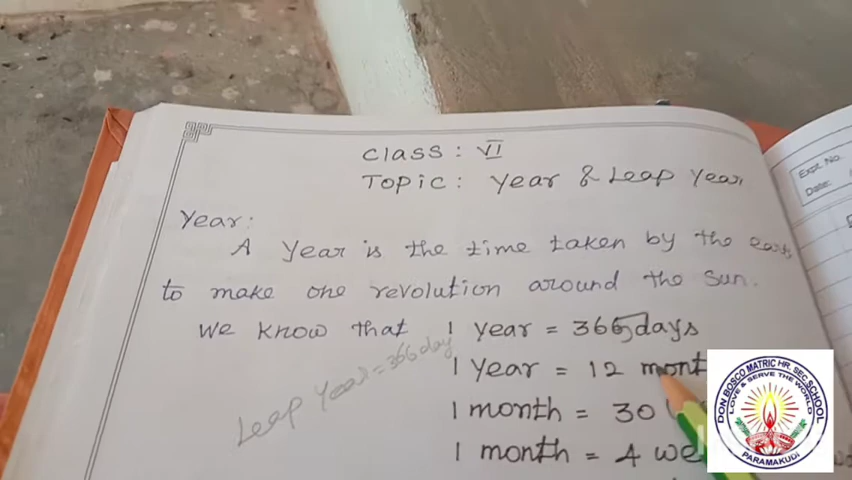 Class : VI
Topic : Year & Leap Year
Year :
A Year is the time taken by the earth
to make one revolution around the Sun.
We know that 1 year = 365 days
Leap Year = 366 day
1 Year = 12 mont
1 month = 30
1 month = 4 we
Expt. No.
Date:
DON BOSCO MATRIC HR. SEC. SCHOOL
LOVE & SERVE THE WORLD
PARAMAKUDI